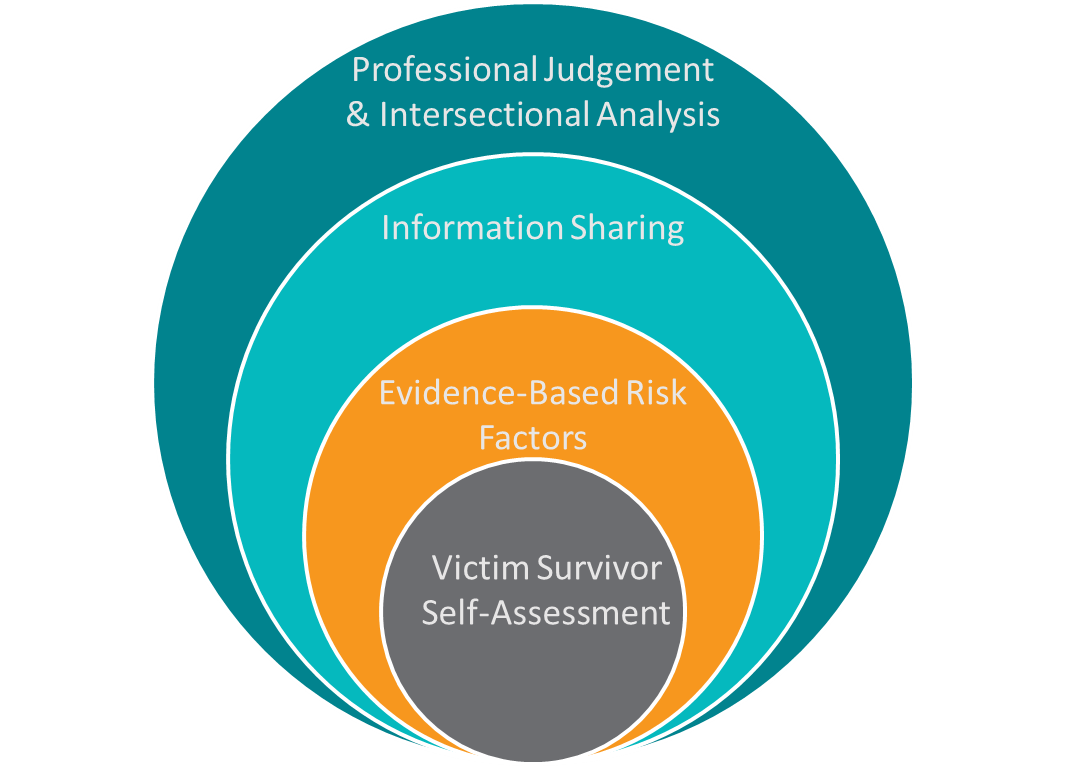 Professional Judgement
& Intersectional Analysis
Information Sharing
Evidence-Based Risk
Factors
Victim Survivor
Self-Assessment